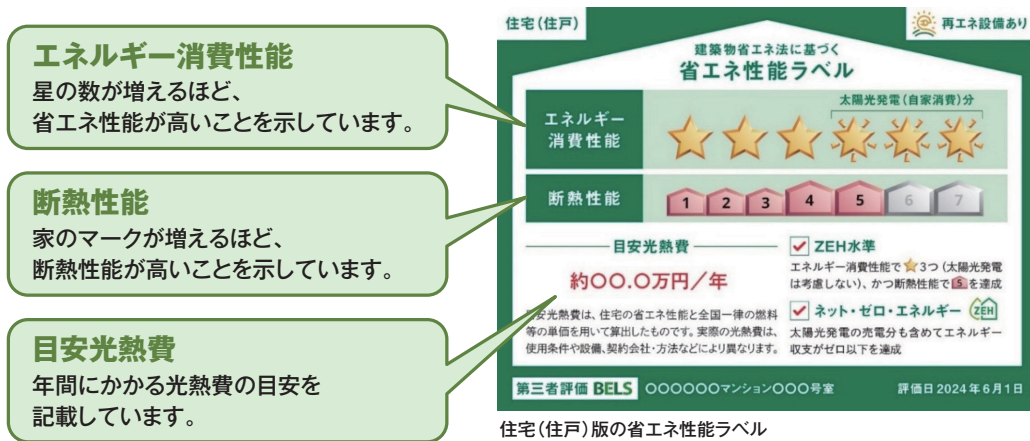 エネルギー消費性能
星の数が増えるほど、
省エネ性能が高いことを示しています。
断熱性能
家のマークが増えるほど、
断熱性能が高いことを示しています。
目安光熱費
年間にかかる光熱費の目安を
記載しています。
住宅(住戸)
再エネ設備あり
建築物省エネ法に基づく
省エネ性能ラベル
太陽光発電(自家消費)分
エネルギー
消費性能
断熱性能
1 2 3 4 5 6 7
目安光熱費
約〇〇.〇万円/年
目安光熱費は、住宅の省エネ性能と全国一律の燃料
等の単価を用いて算出したものです。実際の光熱費は、
使用条件や設備、契約会社・方法などにより異なります。
ZEH水準
エネルギー消費性能で★3つ(太陽光発電
は考慮しない)、かつ断熱性能で5を達成
ネット・ゼロ・エネルギー ZEH
太陽光発電の売電分も含めてエネルギー
収支がゼロ以下を達成
第三者評価 BELS 〇〇〇〇〇〇マンション〇〇〇号室 評価日2024年6月1日
住宅(住戸)版の省エネ性能ラベル